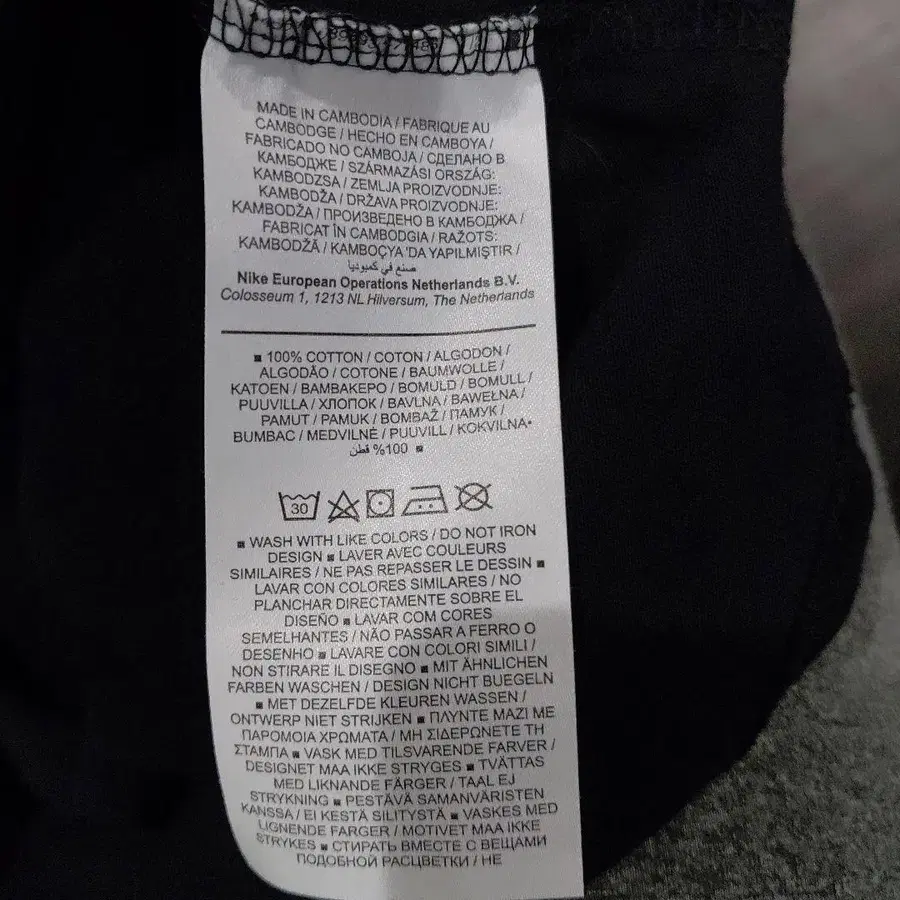 MADE IN CAMBODIA / FABRIQUE AU
CAMBODGE / HECHO EN CAMBOYA /
FABRICADO NO CAMBOJA / СДЕЛАНО В
КАМБОДЖЕ / SZÁRMAZÁSI ORSZÁG:
KAMBODZSA / ZEMLJA PROIZVODNJE:
KAMBODŽA / DRŽAVA PROIZVODNJE:
KAMBODŽA / ПРОИЗВЕДЕНО В КАМБОДЖА /
FABRICAT ÎN CAMBODGIA / RAŽOTS:
KAMBODŽĀ / KAMBOÇYA 'DA YAPILMIŞTIR /
صنع في كمبوديا
Nike European Operations Netherlands B.V.
Colosseum 1, 1213 NL Hilversum, The Netherlands
■ 100% COTTON / COTON / ALGODON /
ALGODÃO / COTONE / BAUMWOLLE /
KATOEN / ΒΑΜΒΑΚΕΡΟ / BOMULD / BOMULL /
PUUVILLA / ХЛОПОК / BAVLNA / BAWEŁNA /
PAMUT / PAMUK / BOMBAŽ / ПАМУК /
BUMBAC / MEDVILNĖ / PUUVILL / KOKVILNA•
قطن %100 ■
30
■ WASH WITH LIKE COLORS / DO NOT IRON
DESIGN ■ LAVER AVEC COULEURS
SIMILAIRES / NE PAS REPASSER LE DESSIN ■
LAVAR CON COLORES SIMILARES / NO
PLANCHAR DIRECTAMENTE SOBRE EL
DISEÑO ■ LAVAR COM CORES
SEMELHANTES / NÃO PASSAR A FERRO O
DESENHO ■ LAVARE CON COLORI SIMILI /
NON STIRARE IL DISEGNO ■ MIT ÄHNLICHEN
FARBEN WASCHEN / DESIGN NICHT BUEGELN
■ MET DEZELFDE KLEUREN WASSEN /
ONTWERP NIET STRIJKEN ■ ΠΛΥΝΤΕ ΜΑΖΙ ΜΕ
ΠΑΡΟΜΟΙΑ ΧΡΩΜΑΤΑ / ΜΗ ΣΙΔΕΡΩΝΕΤΕ ΤΗ
ΣΤΑΜΠΑ ■ VASK MED TILSVARENDE FARVER /
DESIGNET MAA IKKE STRYGES ■ TVÄTTAS
MED LIKNANDE FÄRGER / TAAL EJ
STRYKNING ■ PESTÄVÄ SAMANVÄRISTEN
KANSSA / EI KESTÄ SILITYSTÄ ■ VASKES MED
LIGNENDE FARGER / MOTIVET MAA IKKE
STRYKES ■ СТИРАТЬ ВМЕСТЕ С ВЕЩАМИ
ПОДОБНОЙ РАСЦВЕТКИ / НЕ